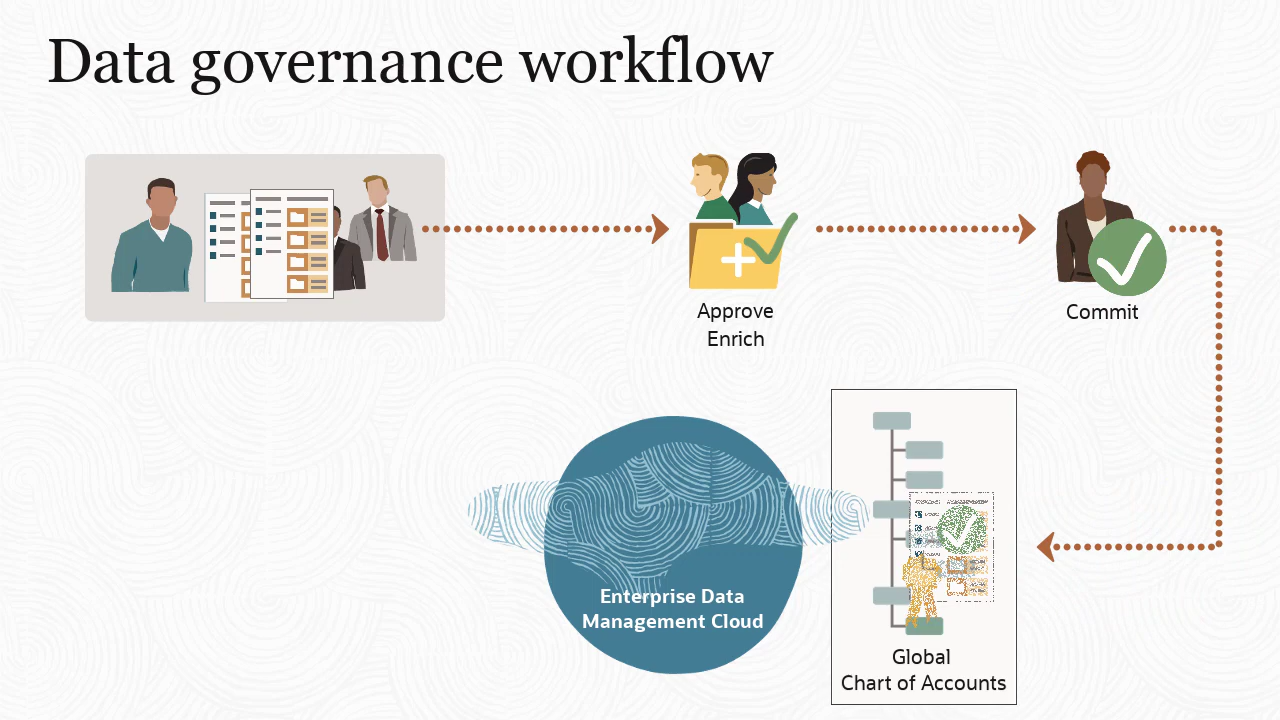 Data governance workflow
Approve
Enrich
Commit
Enterprise Data
Management Cloud
Global
Chart of Accounts